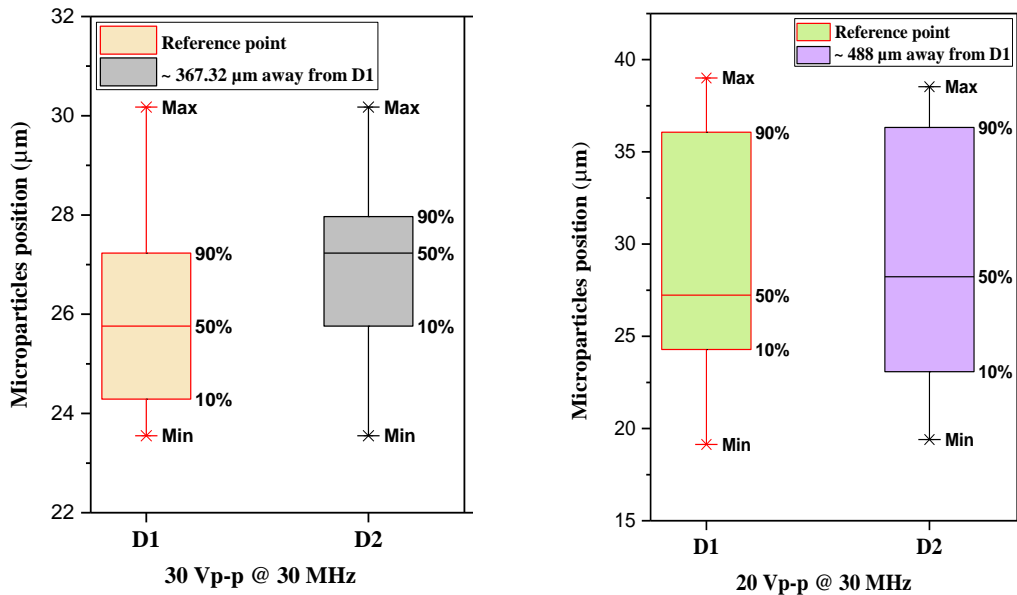 32
30
28
26
24
22
Microparticles position (µm)
Reference point
~ 367.32 µm away from D1
Max
90%
50%
10%
Min
Max
90%
50%
10%
Min
D1
D2
30 Vp-p @ 30 MHz
40
35
30
25
20
15
Microparticles position (µm)
Reference point
~ 488 µm away from D1
Max
90%
50%
10%
Min
Max
90%
50%
10%
Min
D1
D2
20 Vp-p @ 30 MHz